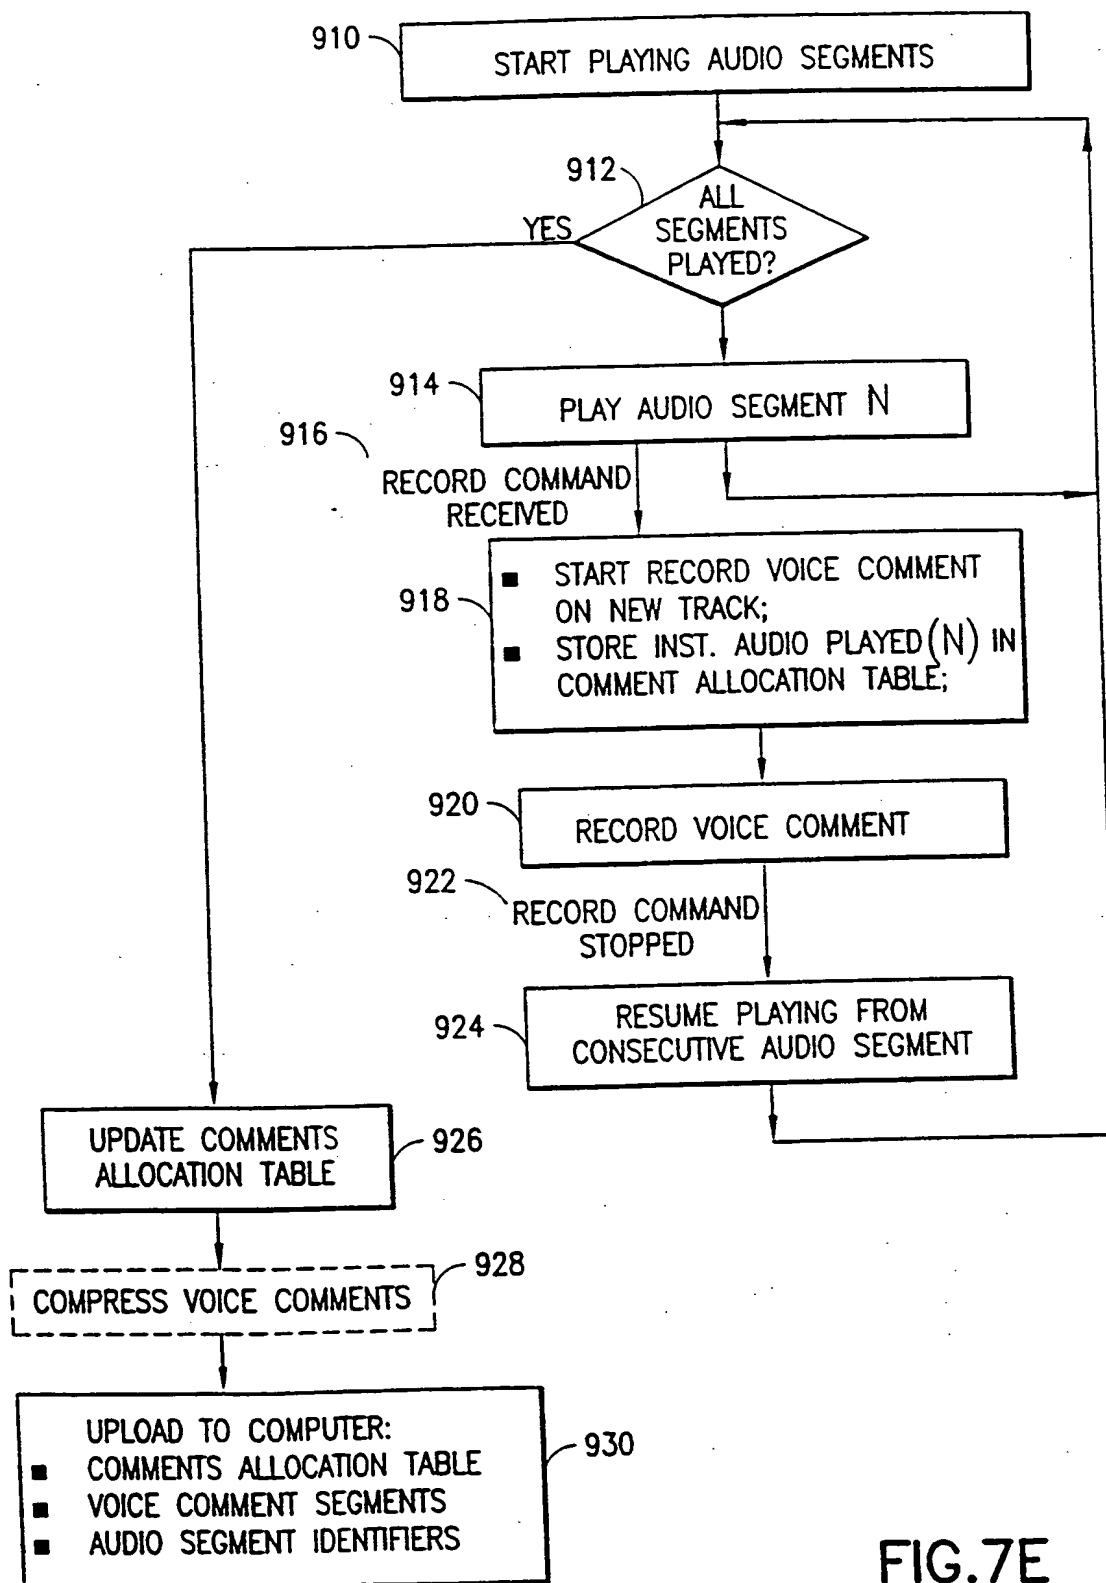 910
START PLAYING AUDIO SEGMENTS
912
YES
ALL
SEGMENTS
PLAYED?
914
PLAY AUDIO SEGMENT N
916
RECORD COMMAND
RECEIVED
918
■ START RECORD VOICE COMMENT
ON NEW TRACK;
■ STORE INST. AUDIO PLAYED(N) IN
COMMENT ALLOCATION TABLE;
920
RECORD VOICE COMMENT
922
RECORD COMMAND
STOPPED
924
RESUME PLAYING FROM
CONSECUTIVE AUDIO SEGMENT
UPDATE COMMENTS
ALLOCATION TABLE
926
COMPRESS VOICE COMMENTS
928
UPLOAD TO COMPUTER:
■ COMMENTS ALLOCATION TABLE
■ VOICE COMMENT SEGMENTS
■ AUDIO SEGMENT IDENTIFIERS
930
FIG.7E